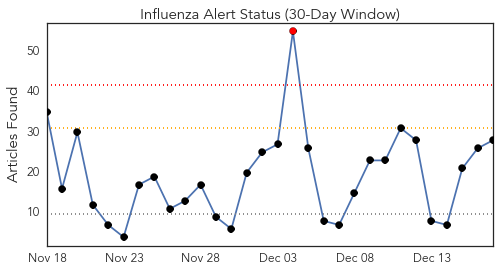 Influenza Alert Status (30-Day Window)
Articles Found
50
40
30
20
10
Nov 18 Nov 23 Nov 28 Dec 03 Dec 08 Dec 13